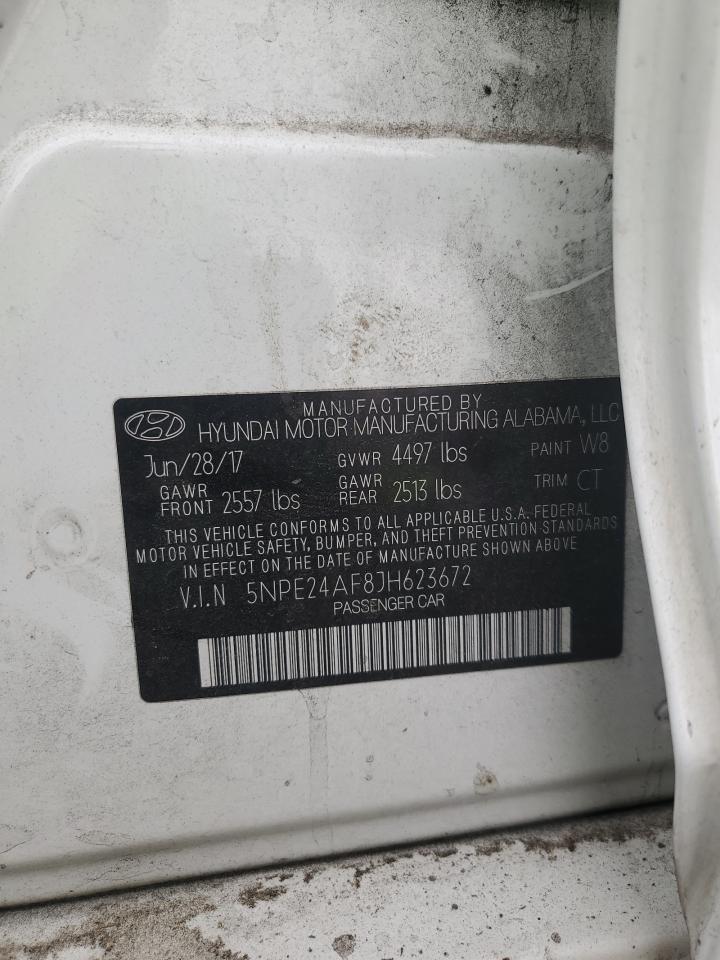 MANUFACTURED BY
HYUNDAI MOTOR MANUFACTURING ALABAMA, LLC
Jun/28/17 GVWR 4497 lbs PAINT W8
GAWR FRONT 2557 lbs GAWR REAR 2513 lbs TRIM CT
THIS VEHICLE CONFORMS TO ALL APPLICABLE U.S.A. FEDERAL
MOTOR VEHICLE SAFETY, BUMPER, AND THEFT PREVENTION STANDARDS
IN EFFECT ON THE DATE OF MANUFACTURE SHOWN ABOVE
V.I.N 5NPE24AF8JH623672
PASSENGER CAR